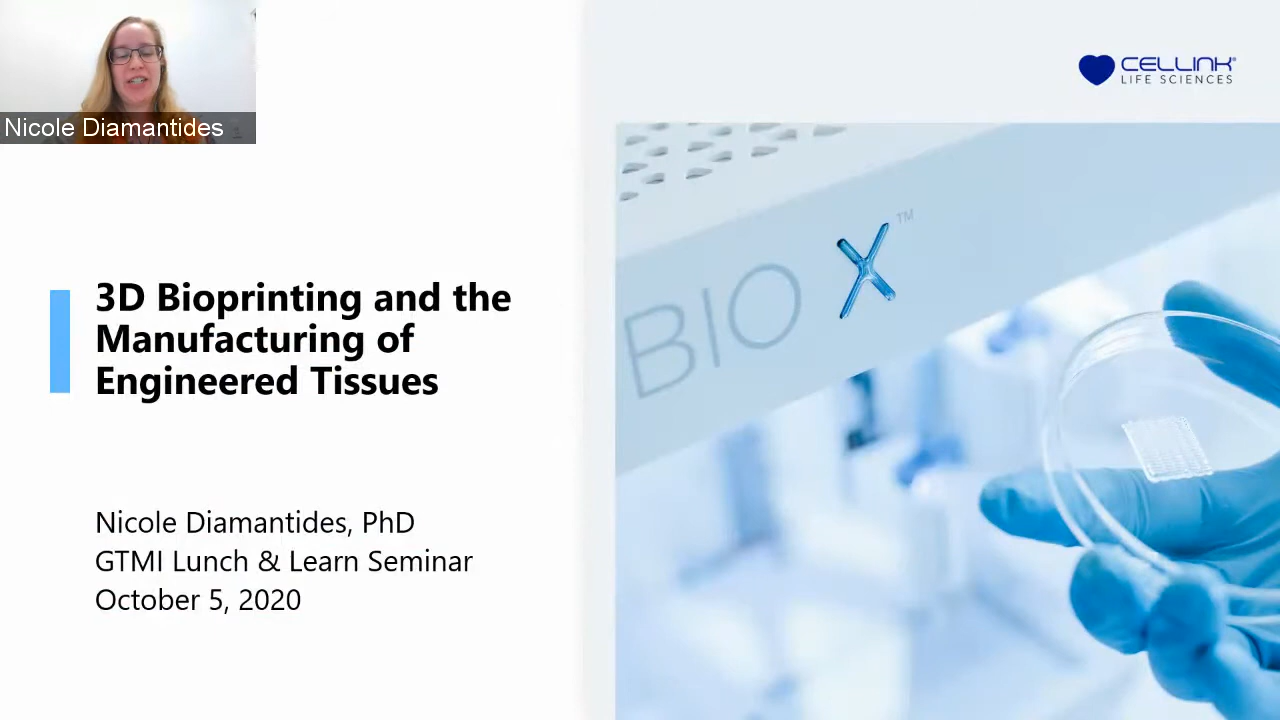 Nicole Diamantides
CELLINK®
LIFE SCIENCES
BIO X™
3D Bioprinting and the
Manufacturing of
Engineered Tissues
Nicole Diamantides, PhD
GTMI Lunch & Learn Seminar
October 5, 2020